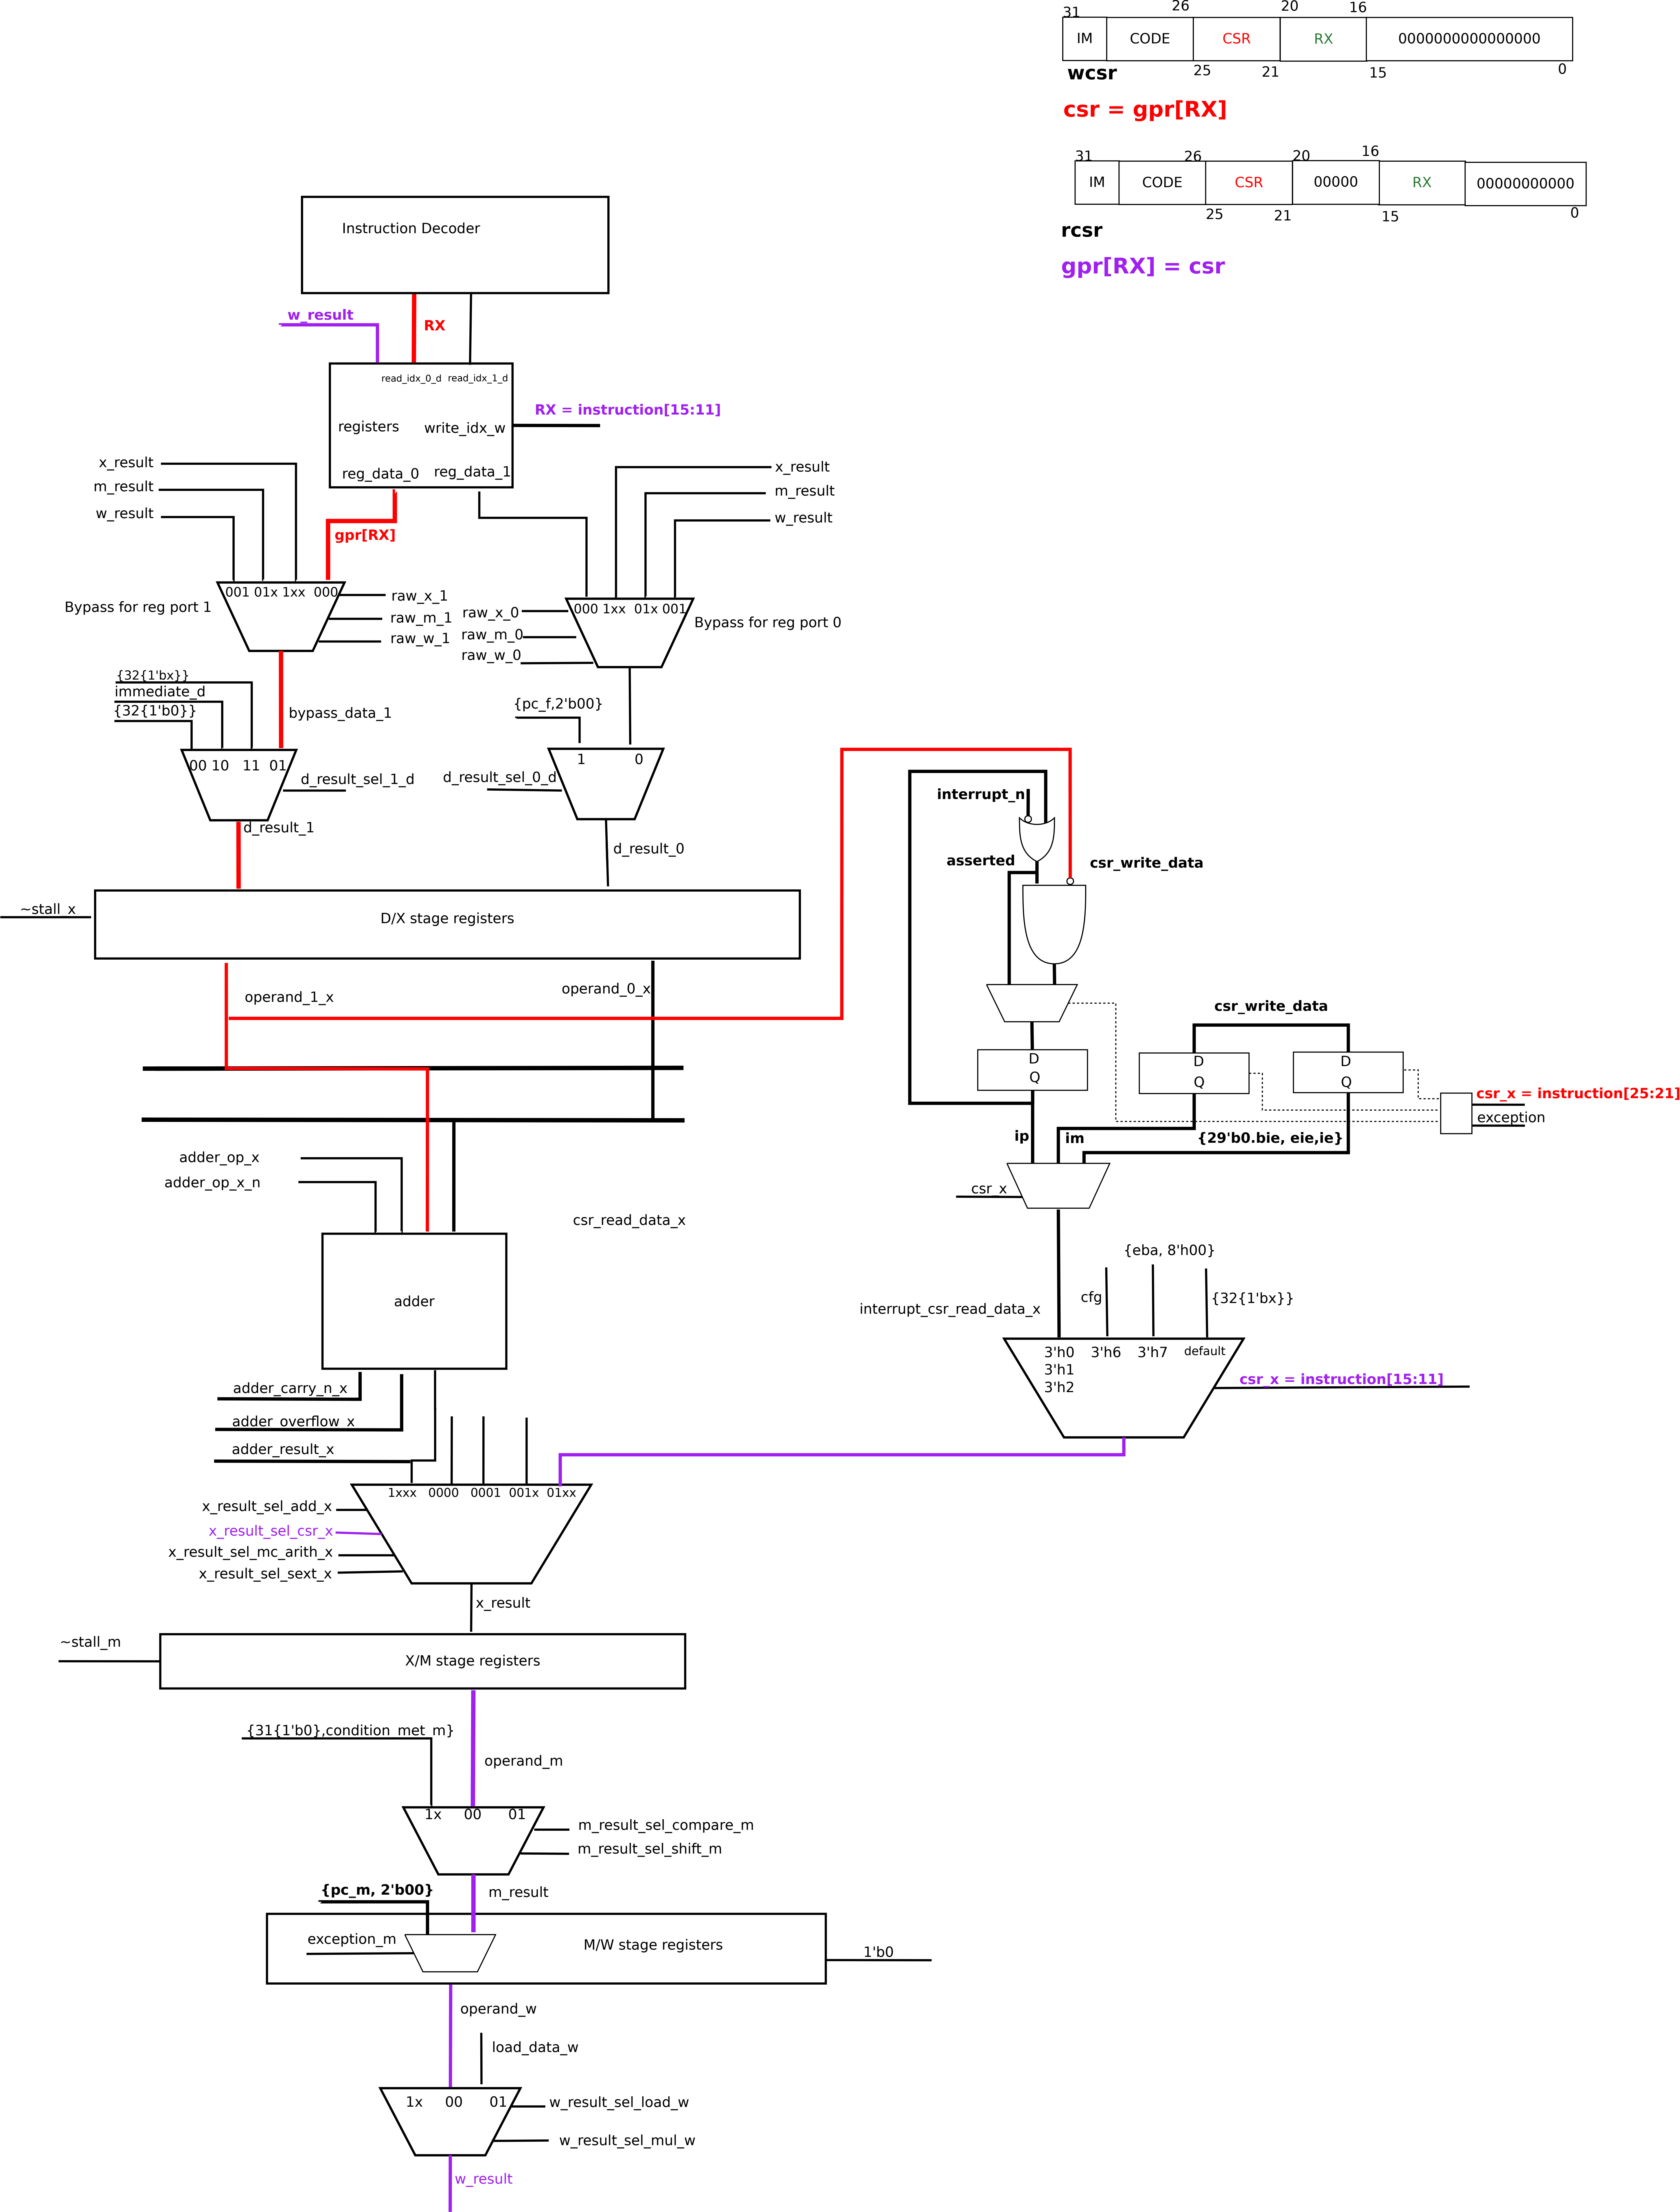 31
26
20
16
IM
CODE
CSR
RX
0000000000000000
wcsr
25
21
15
0
csr = gpr[RX]
31
26
20
16
IM
CODE
CSR
00000
RX
00000000000
25
21
15
0
rcsr
gpr[RX] = csr
Instruction Decoder
w_result
RX
read_idx_0_d
read_idx_1_d
RX = instruction[15:11]
registers
write_idx_w
reg_data_0
reg_data_1
x_result
m_result
w_result
x_result
m_result
w_result
gpr[RX]
001 01x 1xx 000
Bypass for reg port 1
raw_x_1
raw_m_1
raw_w_1
000 1xx 01x 001
raw_x_0
raw_m_0
raw_w_0
Bypass for reg port 0
{32{1'bx}}
immediate_d
{32{1'b0}}
bypass_data_1
{pc_f,2'b00}
00 10 11 01
d_result_sel_1_d
1 0
d_result_sel_0_d
d_result_1
d_result_0
interrupt_n
asserted
csr_write_data
~stall_x
D/X stage registers
operand_1_x
operand_0_x
csr_write_data
D
Q
D
Q
D
Q
csr_x = instruction[25:21]
exception
ip
im
{29'b0.bie, eie,ie}
adder_op_x
adder_op_x_n
csr_x
csr_read_data_x
{eba, 8'h00}
adder
interrupt_csr_read_data_x
cfg
{32{1'bx}}
3'h0
3'h1
3'h2
3'h6
3'h7
default
csr_x = instruction[15:11]
adder_carry_n_x
adder_overflow_x
adder_result_x
1xxx 0000 0001 001x 01xx
x_result_sel_add_x
x_result_sel_csr_x
x_result_sel_mc_arith_x
x_result_sel_sext_x
x_result
~stall_m
X/M stage registers
{31{1'b0},condition_met_m}
operand_m
1x 00 01
m_result_sel_compare_m
m_result_sel_shift_m
{pc_m, 2'b00}
m_result
exception_m
M/W stage registers
1'b0
operand_w
load_data_w
1x 00 01
w_result_sel_load_w
w_result_sel_mul_w
w_result